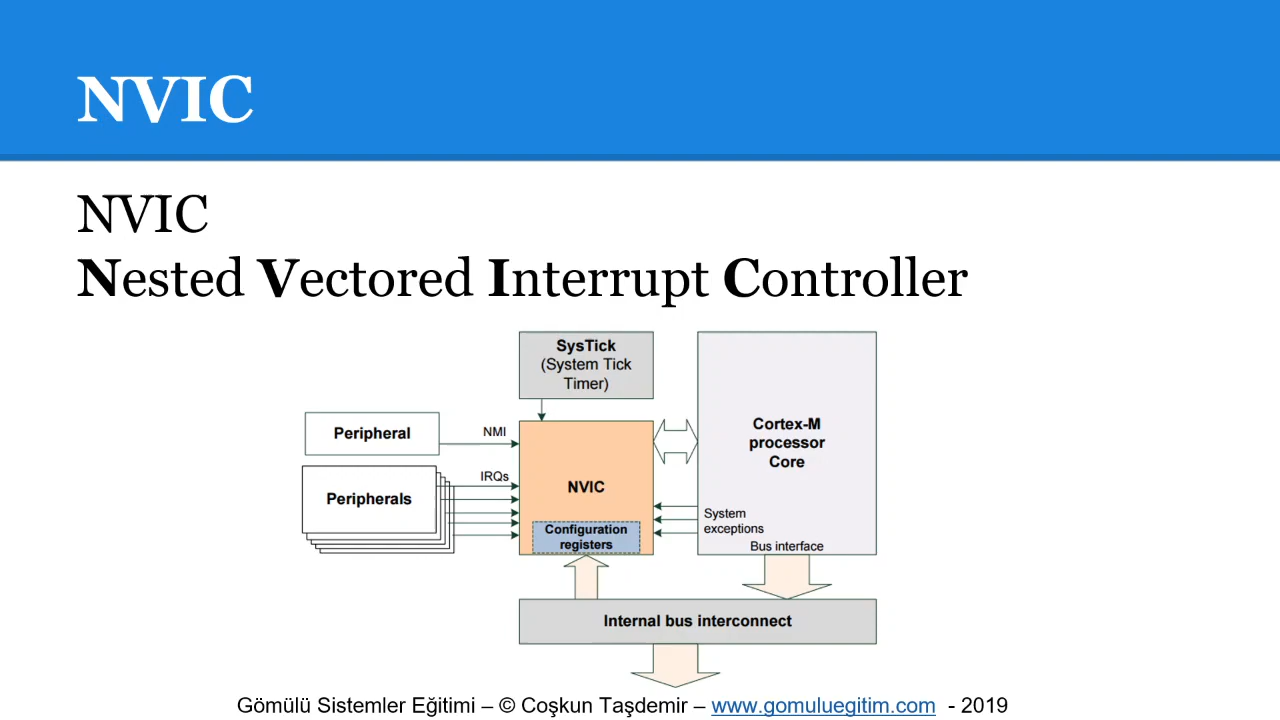 NVIC
NVIC
Nested Vectored Interrupt Controller
SysTick
(System Tick
Timer)
Peripheral
NMI
Cortex-M
processor
Core
IRQs
Peripherals
NVIC
System
exceptions
Configuration
registers
Bus interface
Internal bus interconnect
Gömülü Sistemler Eğitimi – © Coşkun Taşdemir – www.gomuluegitim.com - 2019